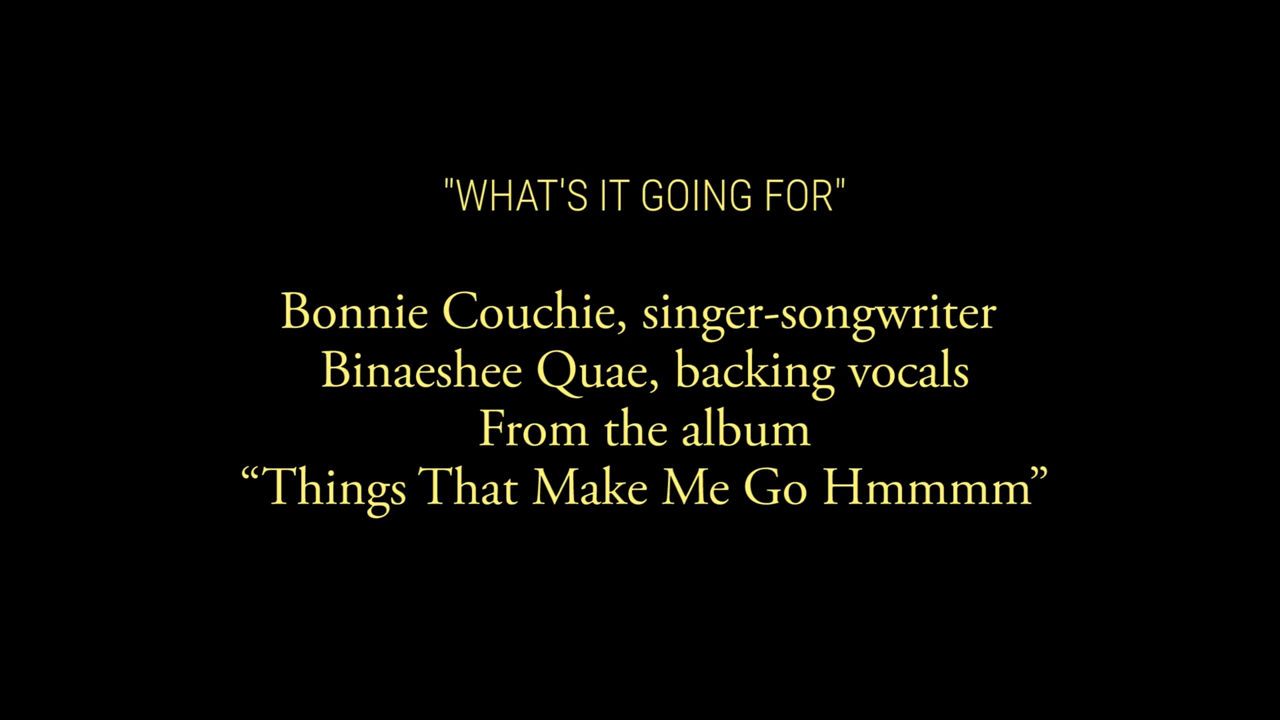 "WHAT'S IT GOING FOR"
Bonnie Couchie, singer-songwriter
Binaeshee Quae, backing vocals
From the album
“Things That Make Me Go Hmmmm”